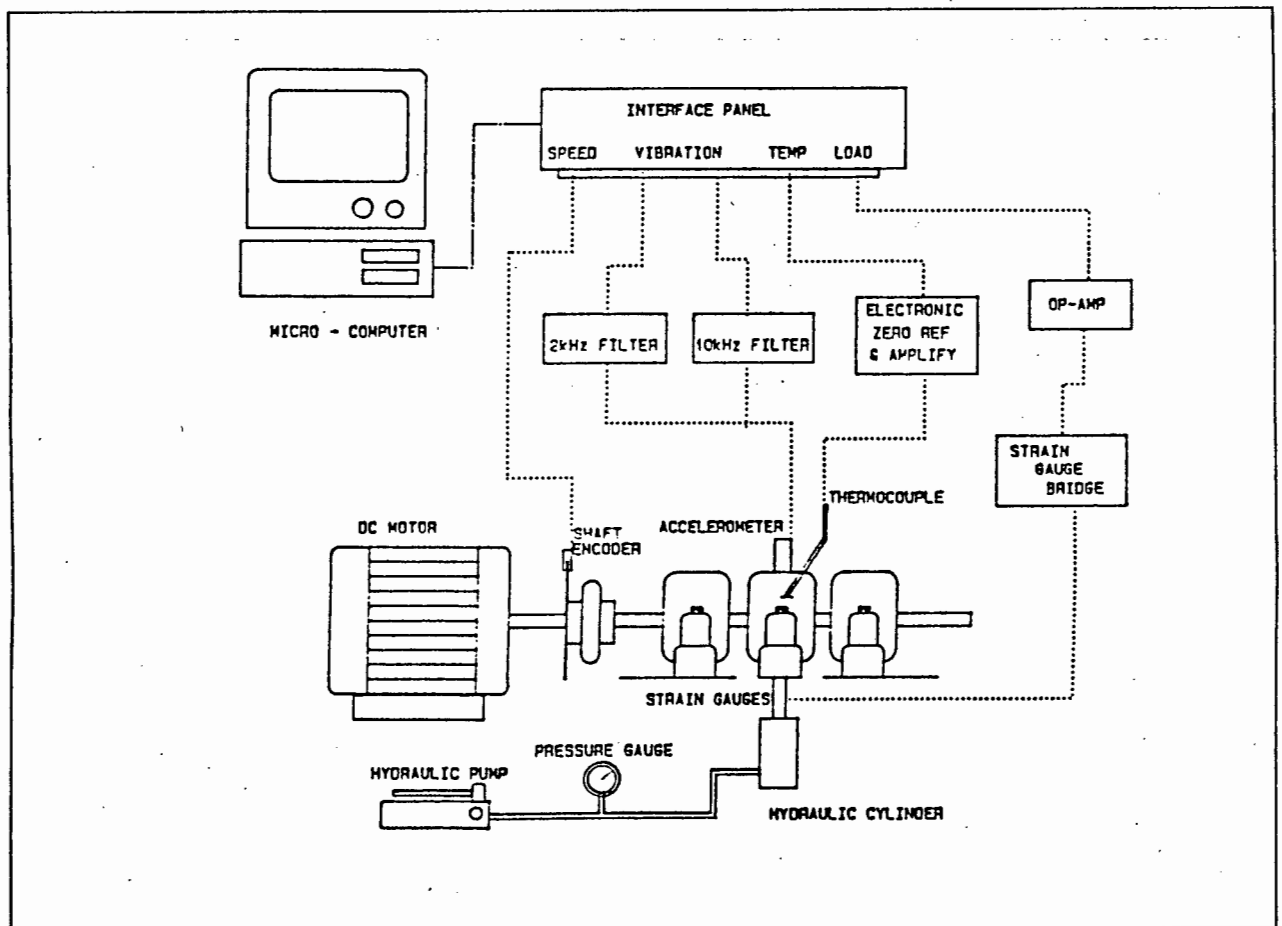 INTERFACE PANEL
SPEED VIBRATION TEMP LOAD
MICRO - COMPUTER
2kHz FILTER
10kHz FILTER
ELECTRONIC
ZERO REF
& AMPLIFY
OP-AMP
STRAIN
GAUGE
BRIDGE
THERMOCOUPLE
DC MOTOR
SHAFT
ENCODER
ACCELEROMETER
STRAIN GAUGES
PRESSURE GAUGE
HYDRAULIC PUMP
HYDRAULIC CYLINDER